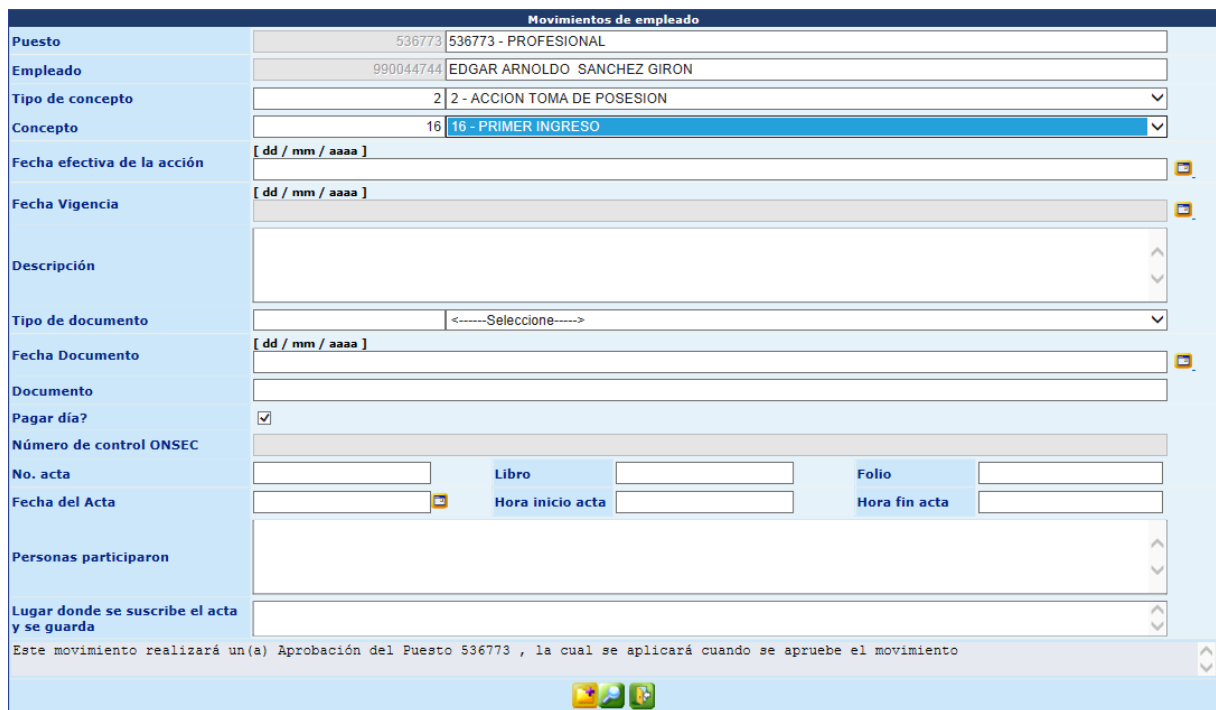 Movimientos de empleado
Puesto 536773 536773 - PROFESIONAL
Empleado 990044744 EDGAR ARNOLDO SANCHEZ GIRON
Tipo de concepto 2 2 - ACCION TOMA DE POSESION
Concepto 16 16 - PRIMER INGRESO
[ dd / mm / aaaa ]
Fecha efectiva de la acción
[ dd / mm / aaaa ]
Fecha Vigencia
Descripción
Tipo de documento <------Seleccione----->
[ dd / mm / aaaa ]
Fecha Documento
Documento
Pagar día?
Número de control ONSEC
No. acta Libro Folio
Fecha del Acta Hora inicio acta Hora fin acta
Personas participaron
Lugar donde se suscribe el acta
y se guarda
Este movimiento realizará un(a) Aprobación del Puesto 536773 , la cual se aplicará cuando se apruebe el movimiento